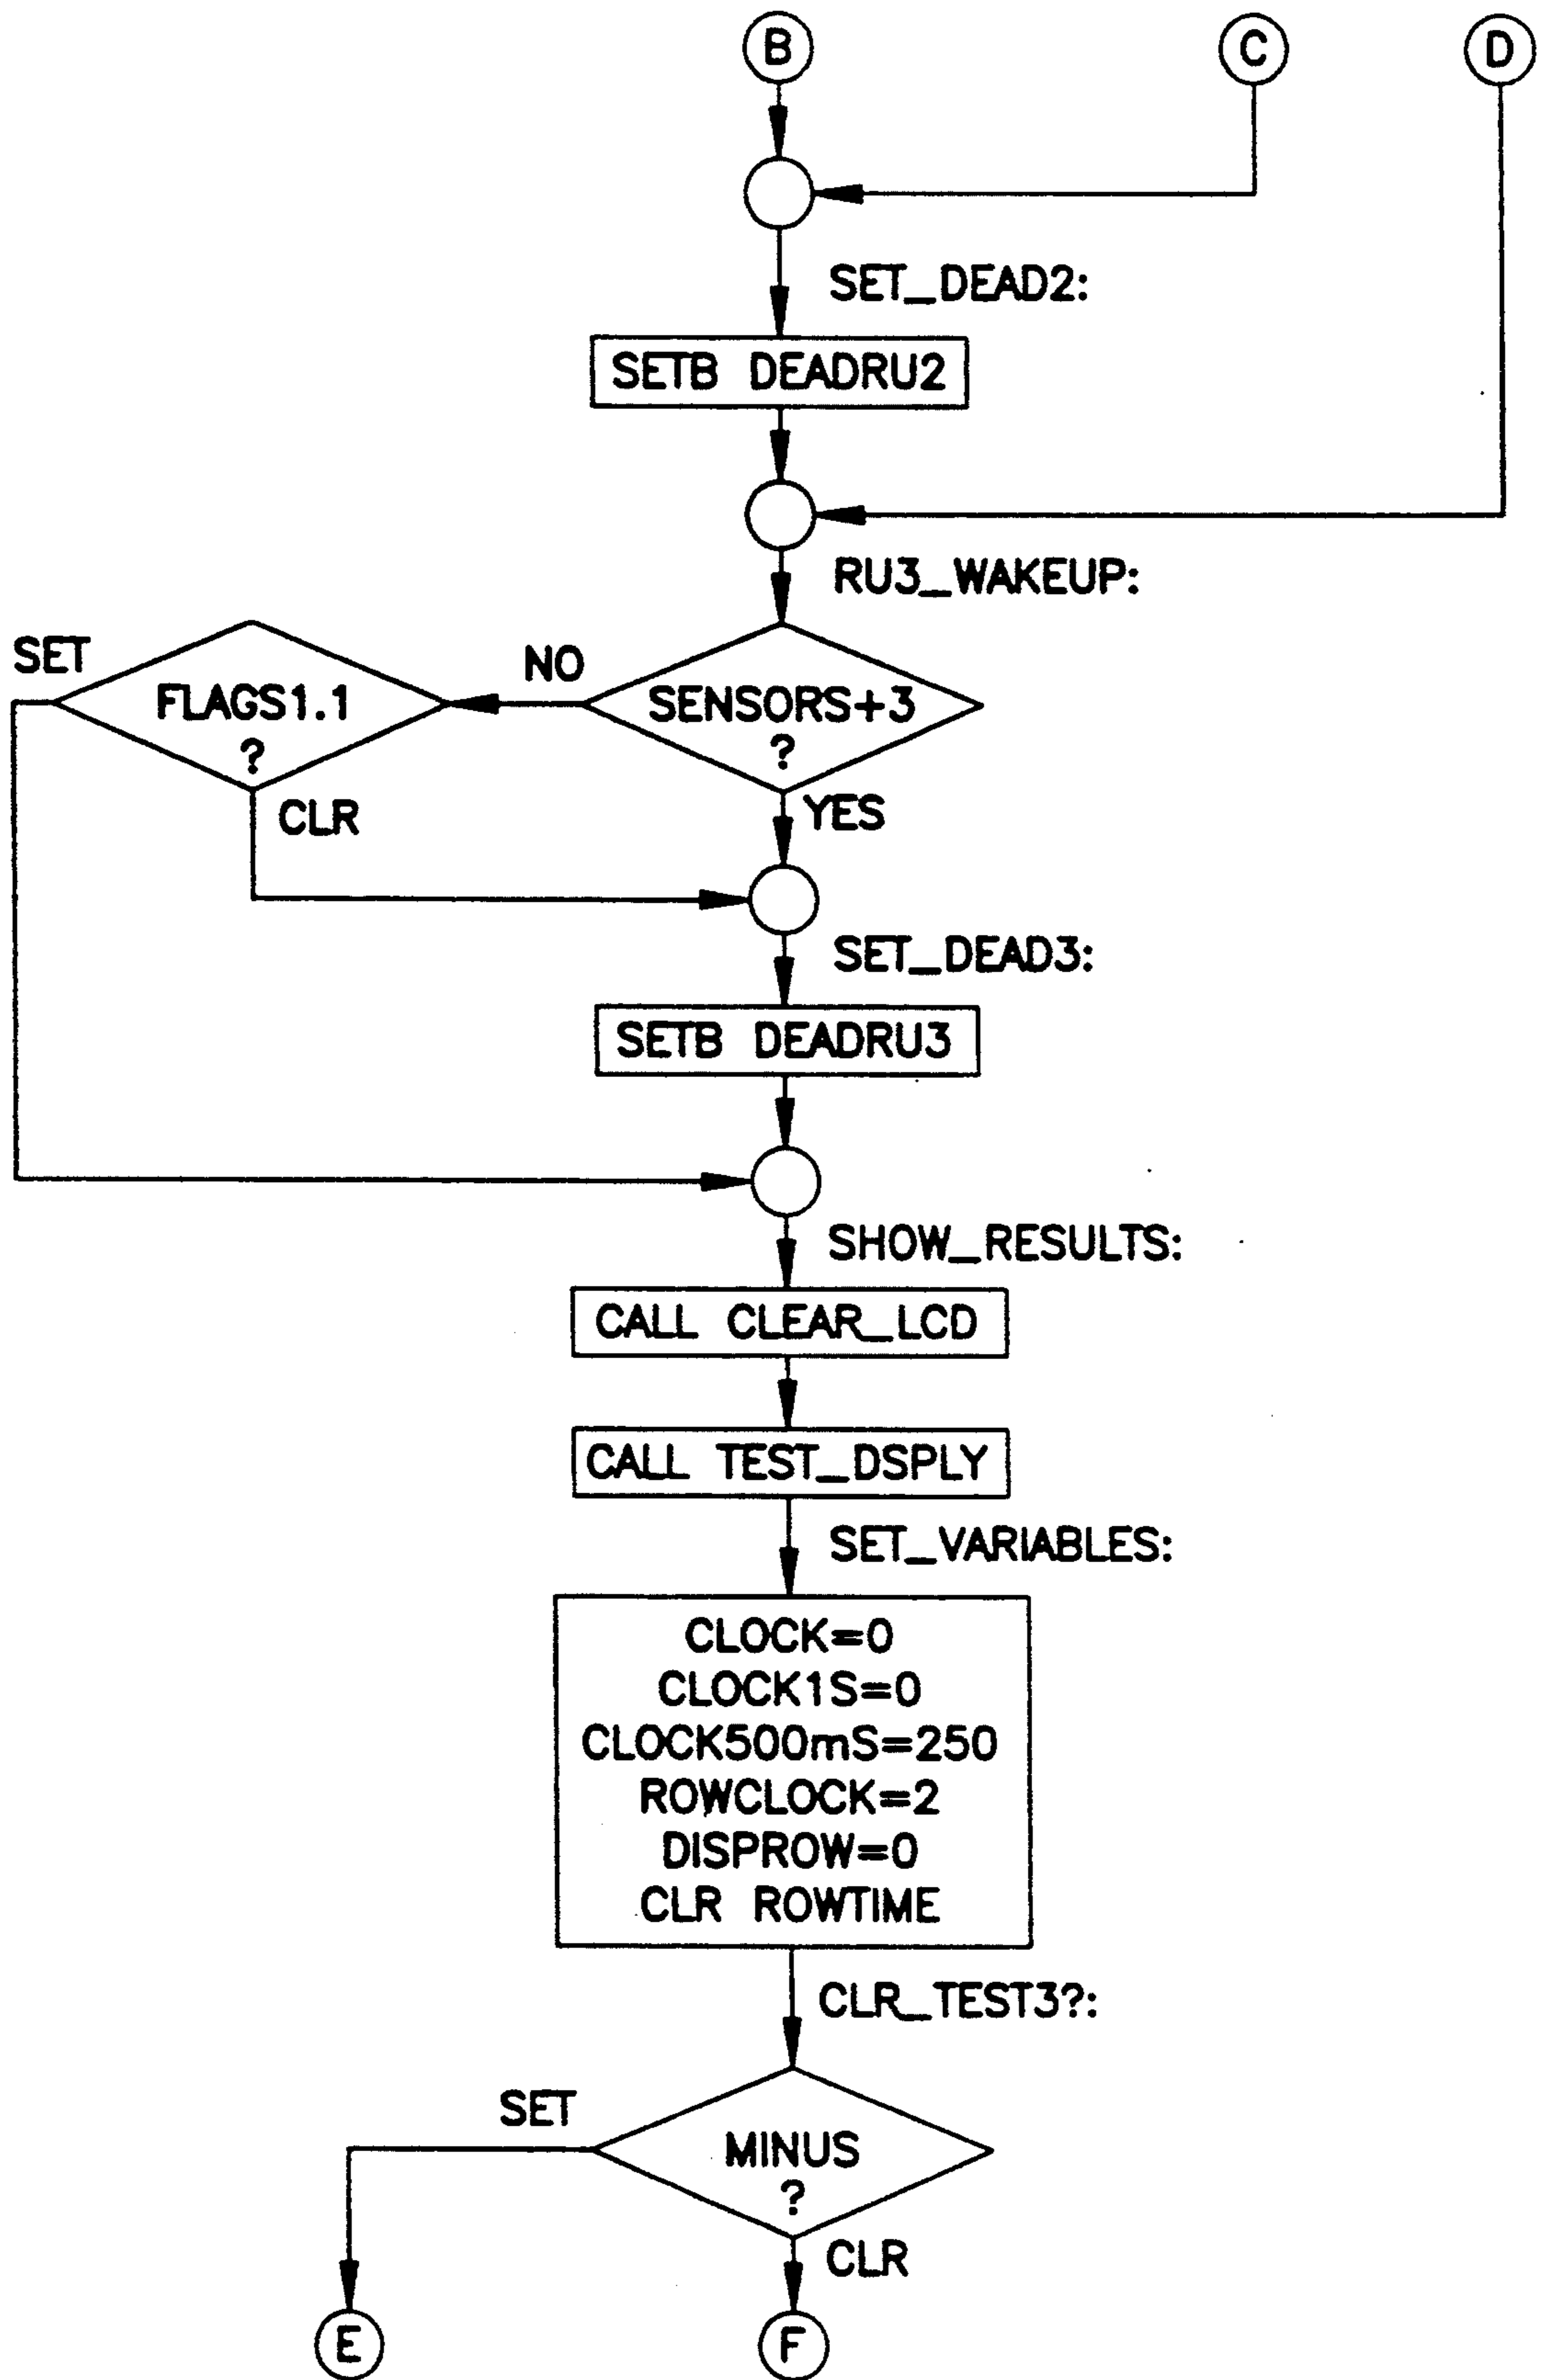 B
C
D
SET_DEAD2:
SETB DEADRU2
RU3_WAKEUP:
SET
FLAGS1.1
?
NO
SENSORS+3
?
CLR
YES
SET_DEAD3:
SETB DEADRU3
SHOW_RESULTS:
CALL CLEAR_LCD
CALL TEST_DSPLY
SET_VARIABLES:
CLOCK=0
CLOCK1S=0
CLOCK500mS=250
ROWCLOCK=2
DISPROW=0
CLR ROWTIME
CLR_TEST3?:
SET
MINUS
?
CLR
E
F